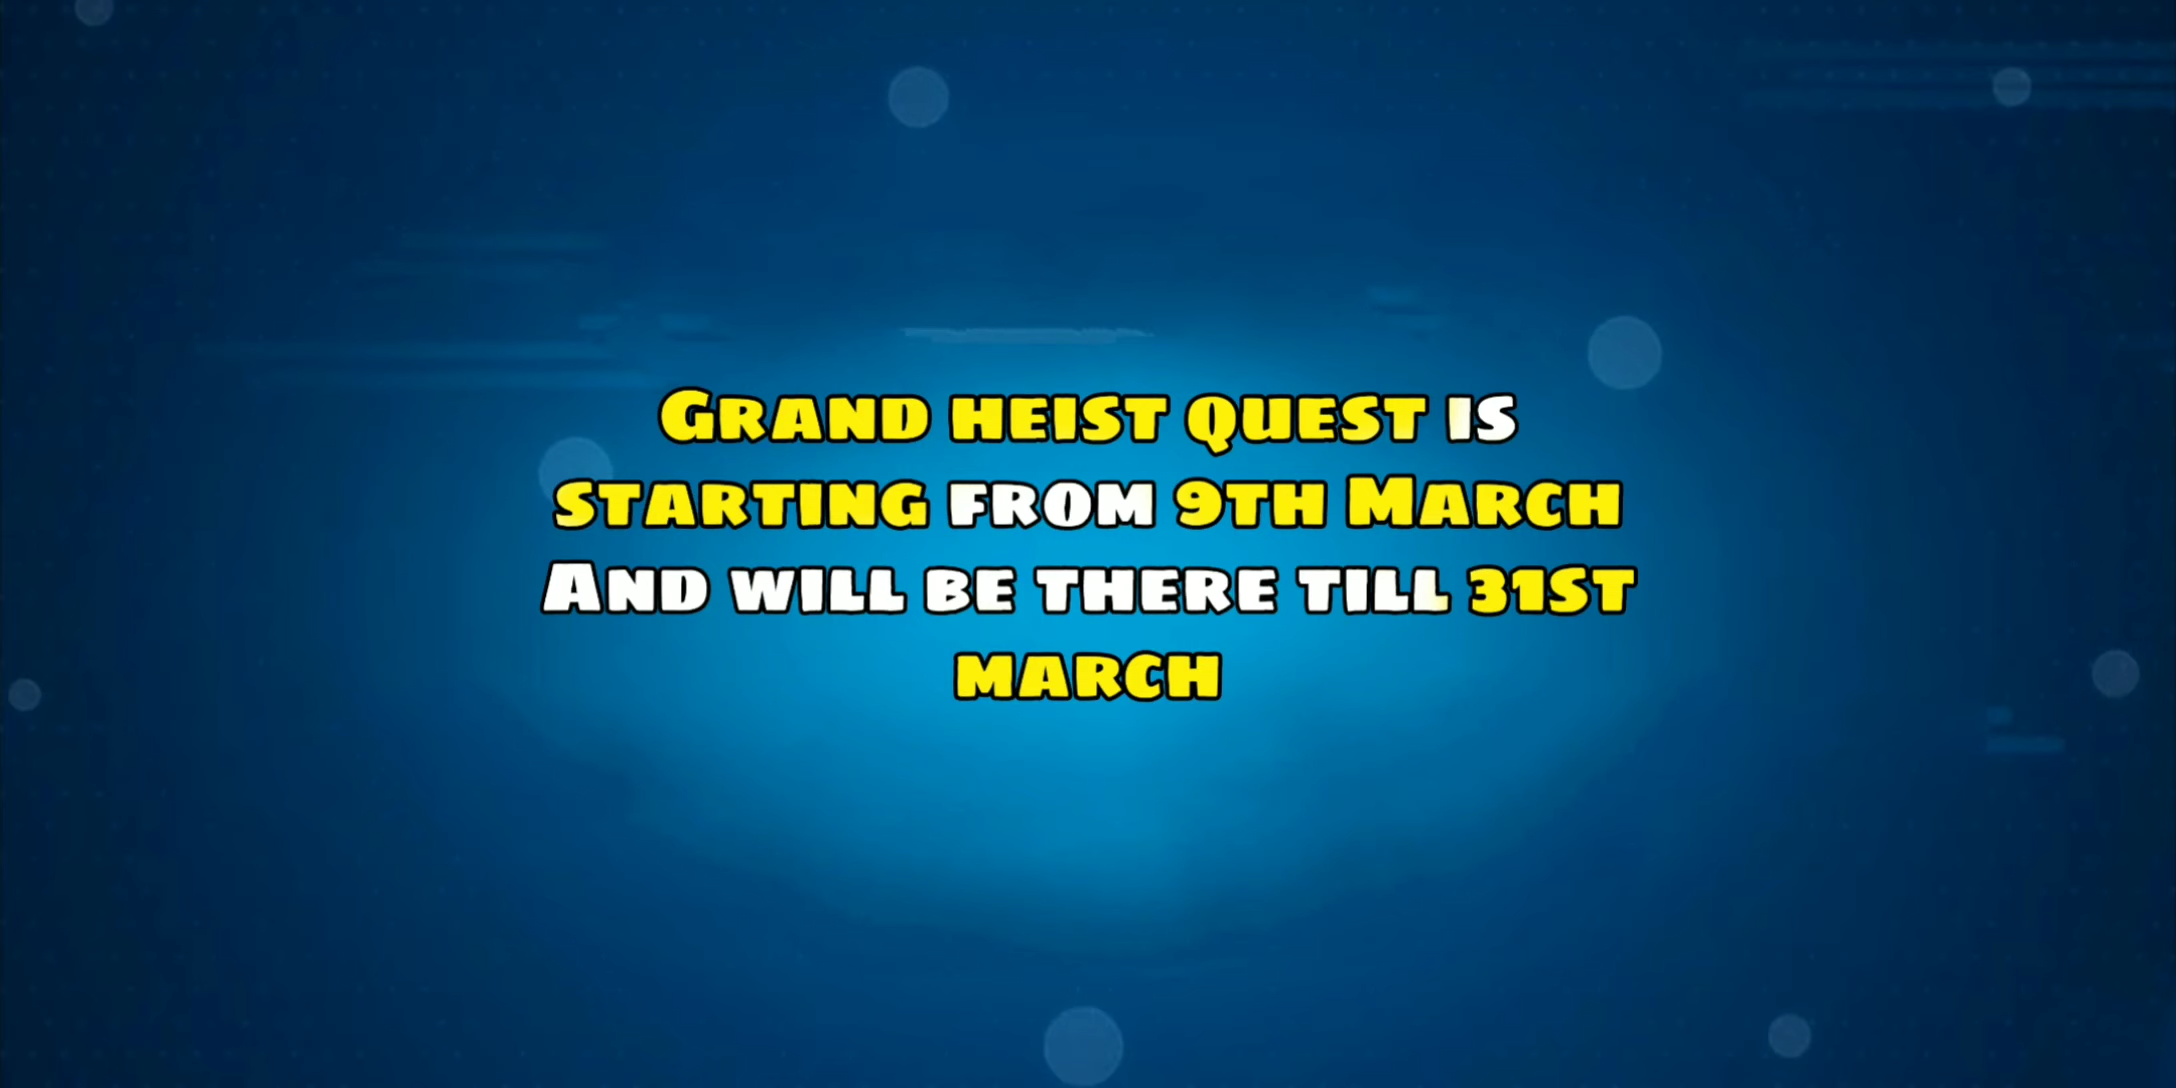 Grand heist quest is
starting from 9th March
And will be there till 31st
march